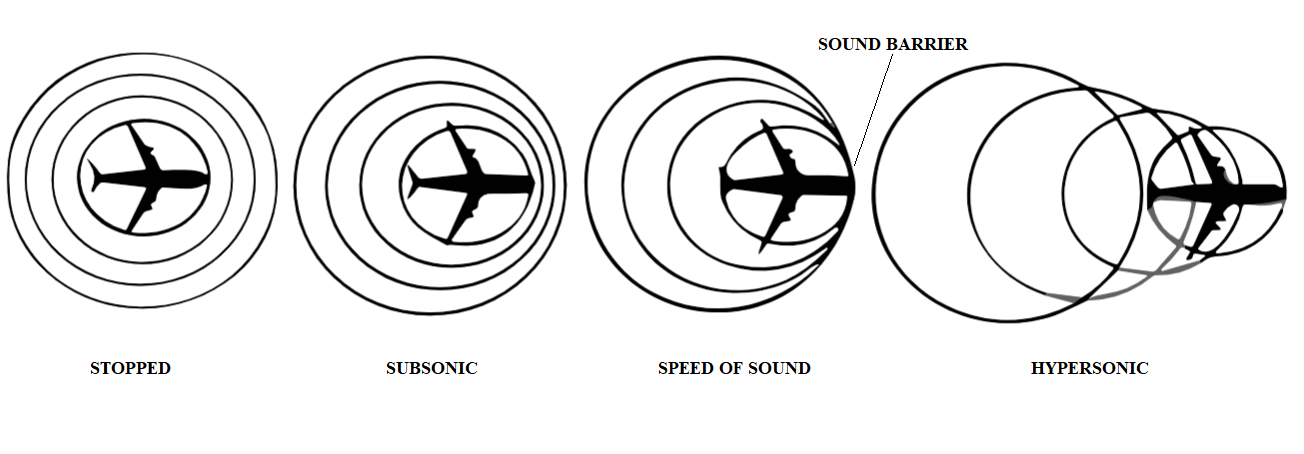 SOUND BARRIER
STOPPED
SUBSONIC
SPEED OF SOUND
HYPERSONIC